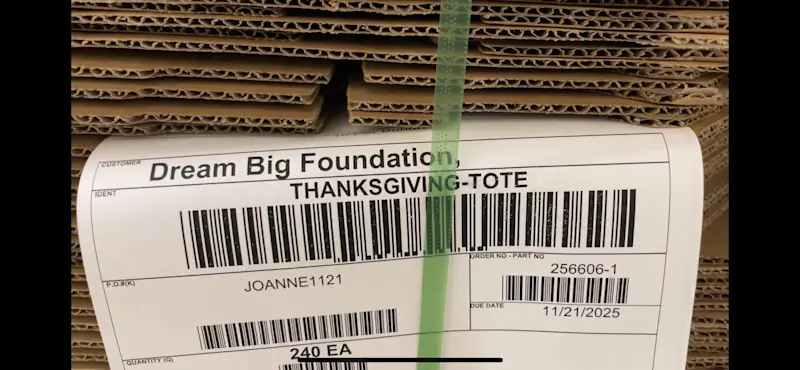 CUSTOMER
Dream Big Foundation,
IDENT
THANKSGIVING-TOTE
P.O.#(K)
JOANNE1121
ORDER NO - PART NO
256606-1
DUE DATE
11/21/2025
QUANTITY (Q)
240 EA